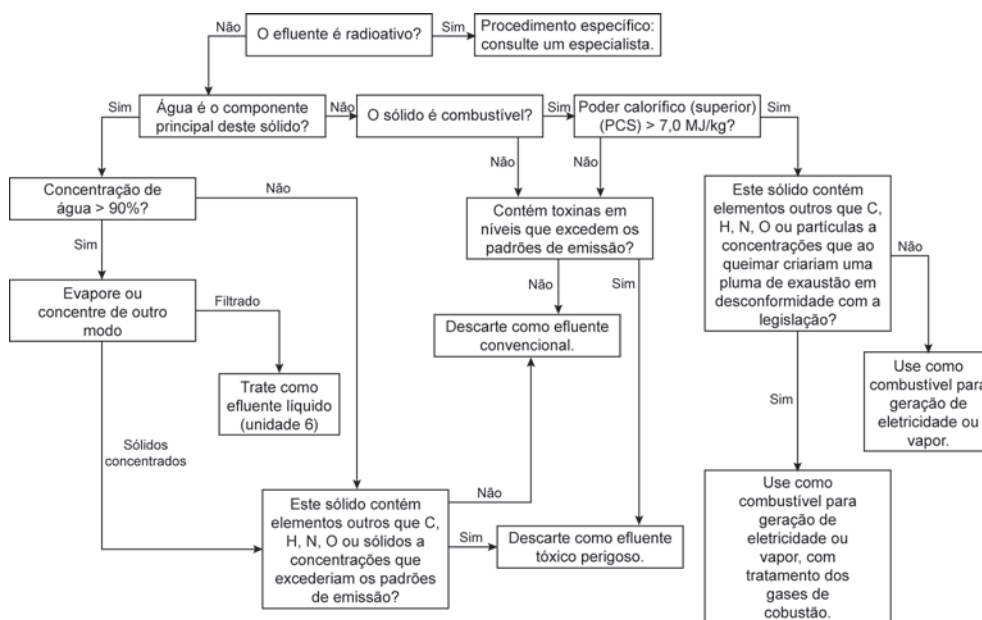 Não
O efluente é radioativo?
Sim
Procedimento específico:
consulte um especialista.
Sim
Água é o componente
principal deste sólido?
Não
O sólido é combustível?
Sim
Poder calorífico (superior)
(PCS) > 7,0 MJ/kg?
Sim
Concentração de
água > 90%?
Não
Não
Não
Sim
Contém toxinas em
níveis que excedem os
padrões de emissão?
Este sólido contém
elementos outros que C,
H, N, O ou partículas a
concentrações que ao
queimar criariam uma
pluma de exaustão em
desconformidade com a
legislação?
Não
Evapore ou
concentre de outro
modo
Filtrado
Não
Sim
Descarte como efluente
convencional.
Trate como
efluente líquido
(unidade 6)
Sim
Use como
combustível para
geração de
eletricidade ou
vapor.
Sólidos
concentrados
Este sólido contém
elementos outros que C,
H, N, O ou sólidos a
concentrações que
excederiam os padrões
de emissão?
Não
Sim
Descarte como efluente
tóxico perigoso.
Use como
combustível para
geração de
eletricidade ou
vapor, com
tratamento dos
gases de
cobustão.